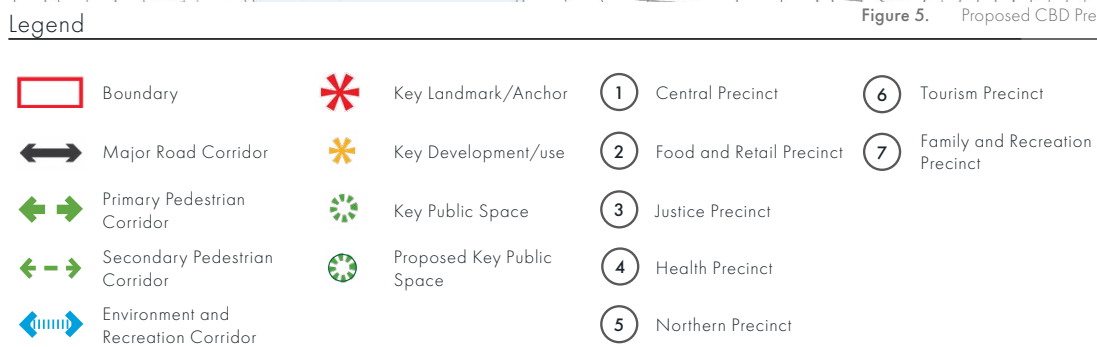 Legend
Figure 5. Proposed CBD
Boundary
Major Road Corridor
Primary Pedestrian
Corridor
Secondary Pedestrian
Corridor
Environment and
Recreation Corridor
Key Landmark/Anchor
Key Development/use
Key Public Space
Proposed Key Public
Space
1 Central Precinct
2 Food and Retail Precinct
3 Justice Precinct
4 Health Precinct
5 Northern Precinct
6 Tourism Precinct
7 Family and Recreation
Precinct